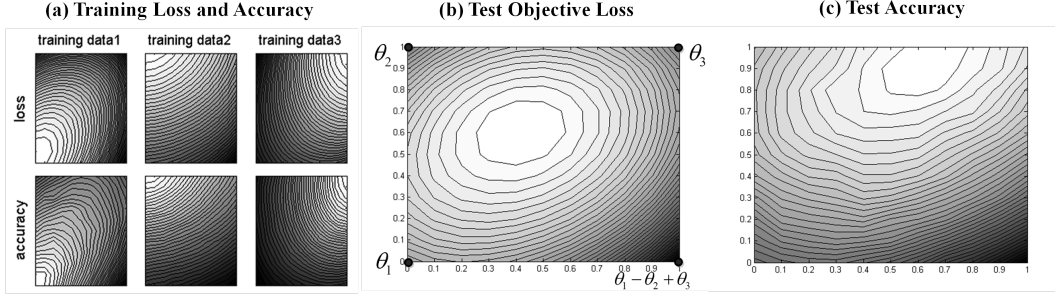 (a) Training Loss and Accuracy
training data1 training data2 training data3
loss
accuracy
(b) Test Objective Loss
θ₂ θ₃
1
0.9
0.8
0.7
0.6
0.5
0.4
0.3
0.2
0.1
0
θ₁
0 0.1 0.2 0.3 0.4 0.5 0.6 0.7 0.8 0.9 1
θ₁ − θ₂ + θ₃
(c) Test Accuracy
1
0.9
0.8
0.7
0.6
0.5
0.4
0.3
0.2
0.1
0
0 0.1 0.2 0.3 0.4 0.5 0.6 0.7 0.8 0.9 1